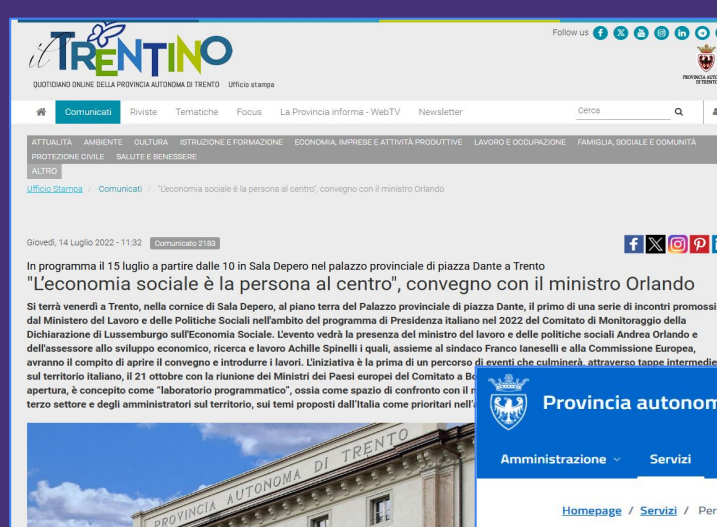 il TRENTINO
Follow us
QUOTIDIANO ONLINE DELLA PROVINCIA AUTONOMA DI TRENTO Ufficio stampa
PROVINCIA AUTONOMA
DI TRENTO
Comunicati Riviste Tematiche Focus La Provincia informa - WebTV Newsletter Cerca
ATTUALITÀ AMBIENTE CULTURA ISTRUZIONE E FORMAZIONE ECONOMIA, IMPRESE E ATTIVITÀ PRODUTTIVE LAVORO E OCCUPAZIONE FAMIGLIA, SOCIALE E COMUNITÀ
PROTEZIONE CIVILE SALUTE E BENESSERE
ALTRO
Ufficio Stampa / Comunicati / "L'economia sociale è la persona al centro", convegno con il ministro Orlando
Giovedì, 14 Luglio 2022 - 11:32 Comunicato 2183
In programma il 15 luglio a partire dalle 10 in Sala Depero nel palazzo provinciale di piazza Dante a Trento
"L'economia sociale è la persona al centro", convegno con il ministro Orlando
Si terrà venerdì a Trento, nella cornice di Sala Depero, al piano terra del Palazzo provinciale di piazza Dante, il primo di una serie di incontri promossi
dal Ministero del Lavoro e delle Politiche Sociali nell'ambito del programma di Presidenza italiano nel 2022 del Comitato di Monitoraggio della
Dichiarazione di Lussemburgo sull'Economia Sociale. L'evento vedrà la presenza del ministro del lavoro e delle politiche sociali Andrea Orlando e
dell'assessore allo sviluppo economico, ricerca e lavoro Achille Spinelli i quali, assieme al sindaco Franco Ianeselli e alla Commissione Europea,
avranno il compito di aprire il convegno e introdurre i lavori. L'iniziativa è la prima di un percorso di eventi che culminerà, attraverso tappe intermedie
sul territorio italiano, il 21 ottobre con la riunione dei Ministri dei Paesi europei del Comitato a Bo
apertura, è concepito come "laboratorio programmatico", ossia come spazio di confronto con il
terzo settore e degli amministratori sul territorio, sui temi proposti dall'Italia come prioritari nell'
PROVINCIA AUTONOMA DI TRENTO
Provincia autonom
Amministrazione Servizi
Homepage / Servizi / Per